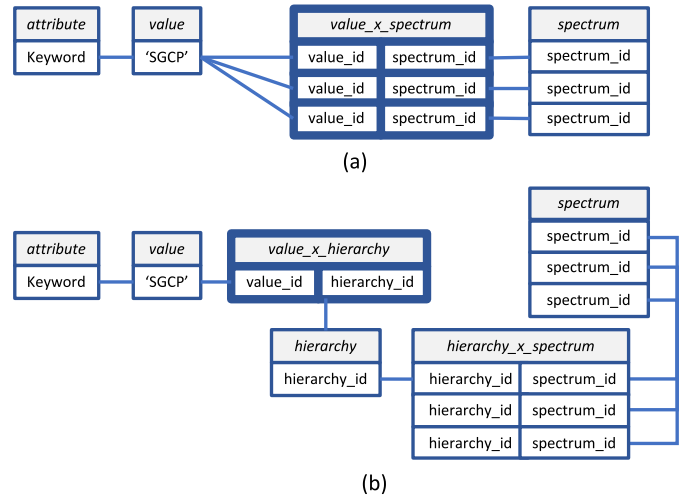 attribute value value_x_spectrum spectrum
Keyword 'SGCP' value_id spectrum_id spectrum_id
value_id spectrum_id spectrum_id
value_id spectrum_id spectrum_id
(a)
spectrum
attribute value value_x_hierarchy spectrum_id
Keyword 'SGCP' value_id hierarchy_id spectrum_id
spectrum_id
hierarchy hierarchy_x_spectrum
hierarchy_id hierarchy_id spectrum_id
hierarchy_id spectrum_id
hierarchy_id spectrum_id
(b)